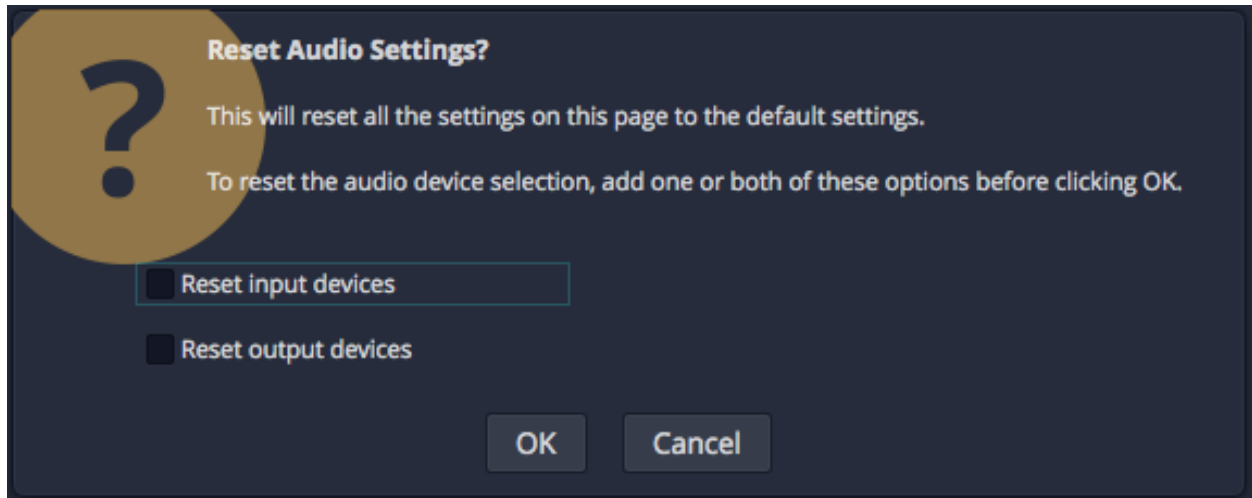 Reset Audio Settings?
This will reset all the settings on this page to the default settings.
To reset the audio device selection, add one or both of these options before clicking OK.
Reset input devices
Reset output devices
OK Cancel